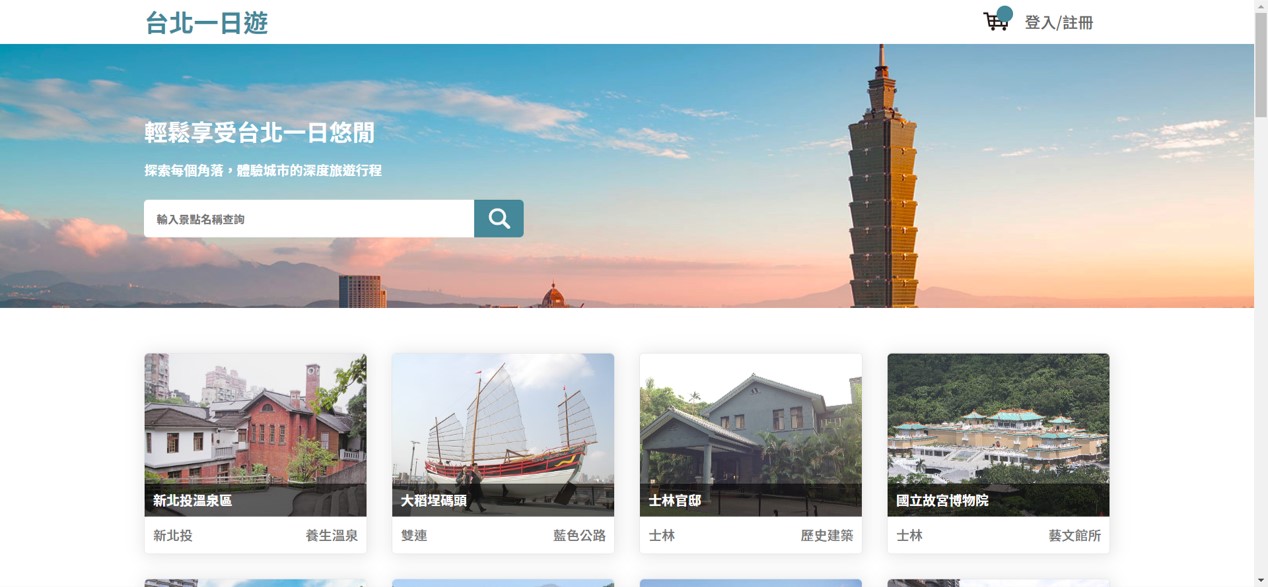 台北一日遊
登入/註冊
輕鬆享受台北一日悠閒
探索每個角落，體驗城市的深度旅遊行程
輸入景點名稱查詢
新北投溫泉區
大稻埕碼頭
士林官邸
國立故宮博物院
新北投 養生溫泉
雙連 藍色公路
士林 歷史建築
士林 藝文館所